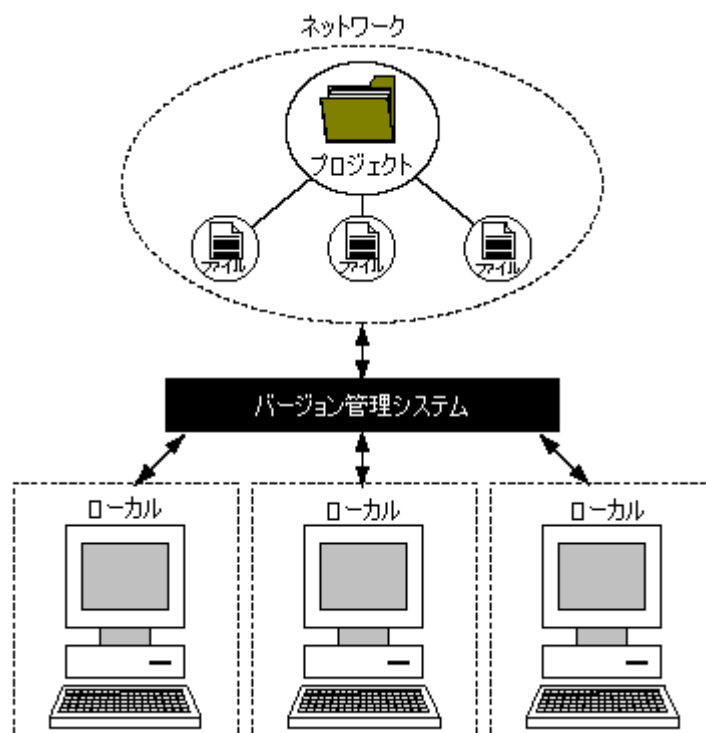 ネットワーク
プロジェクト
ファイル
ファイル
ファイル
バージョン管理システム
ローカル
ローカル
ローカル